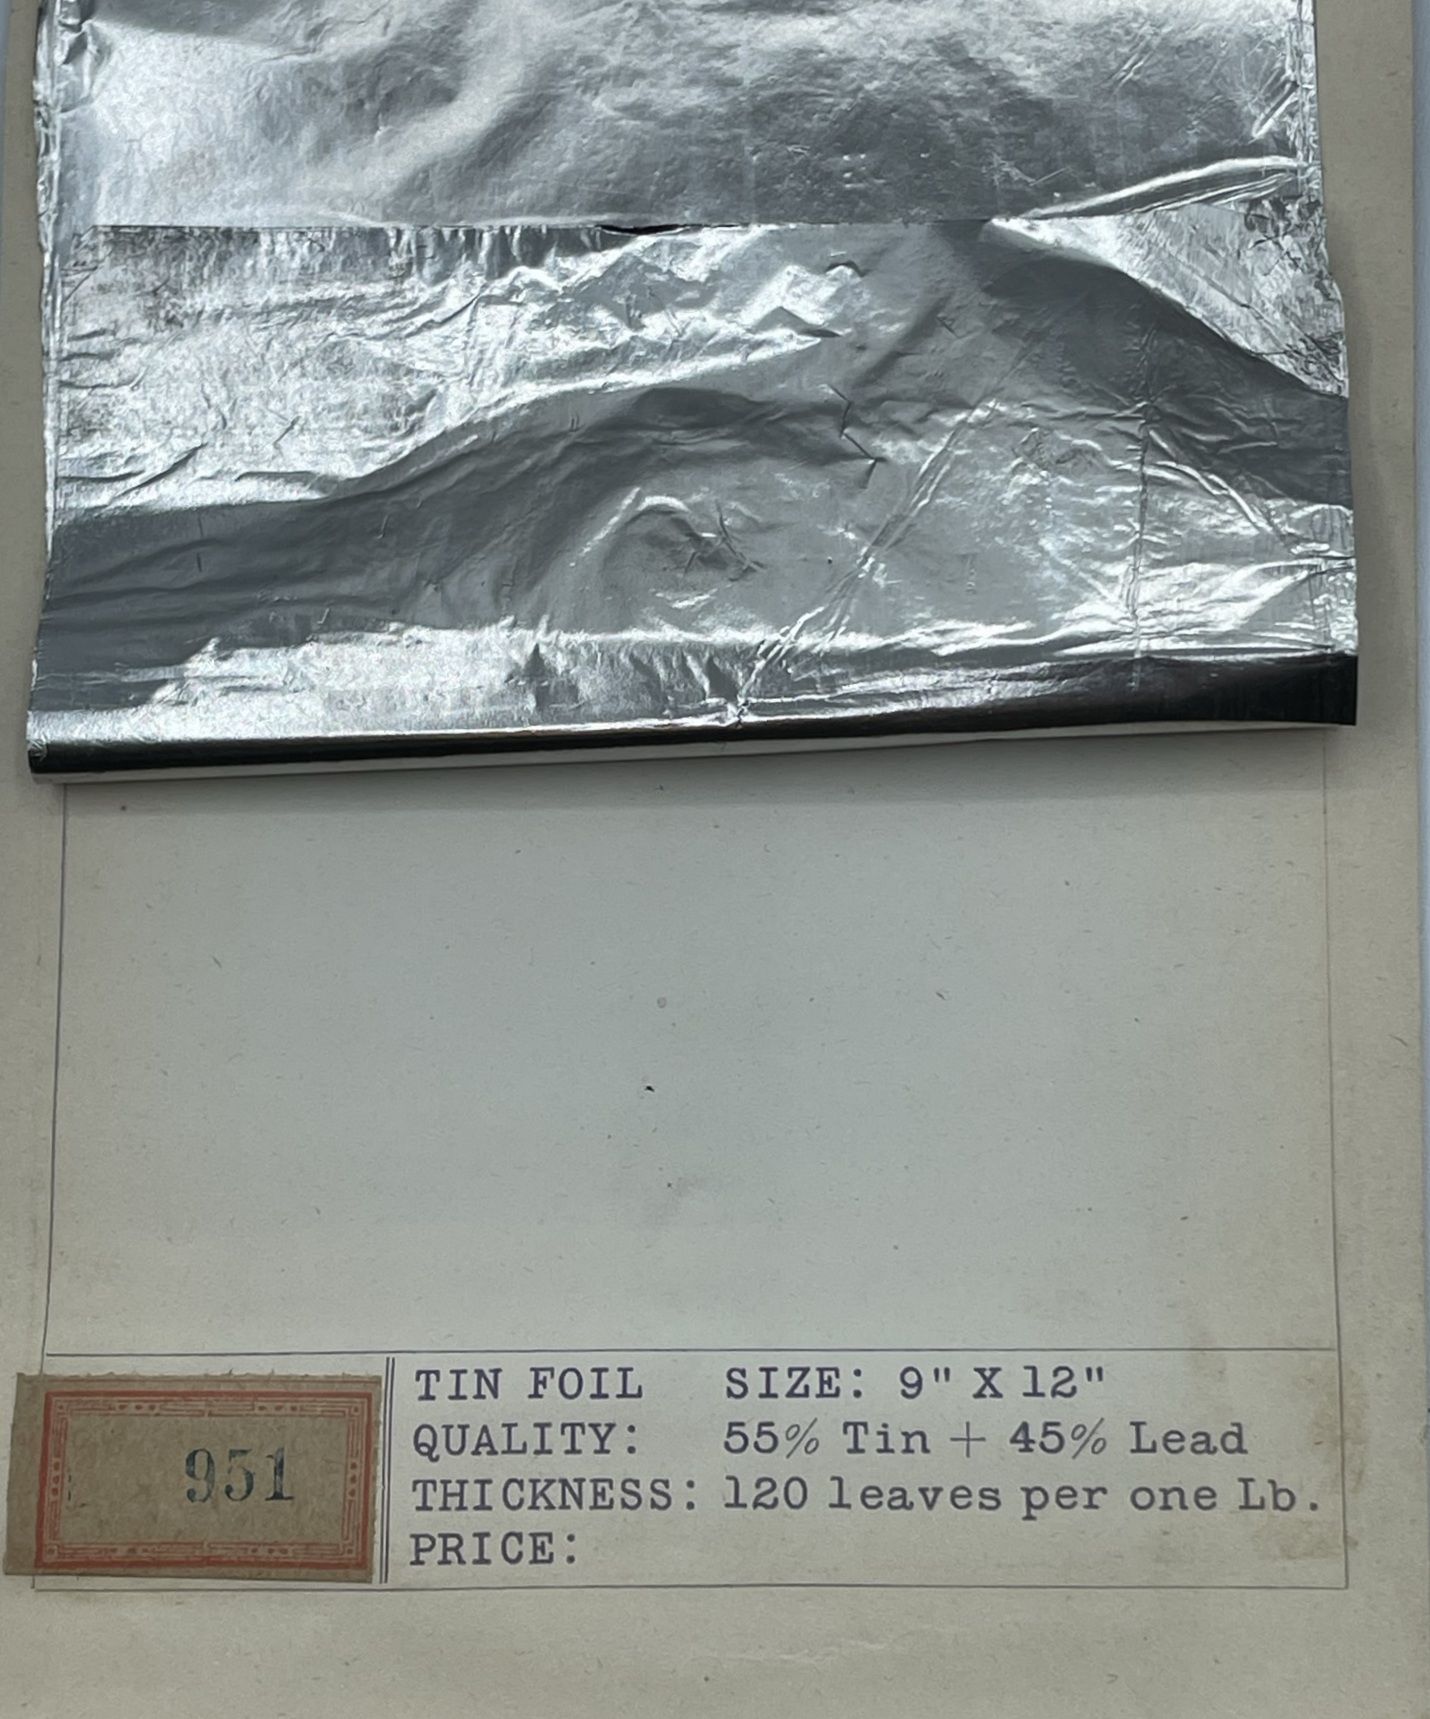 TIN FOIL SIZE: 9" X 12"
QUALITY: 55% Tin + 45% Lead
THICKNESS: 120 leaves per one Lb.
PRICE:
951